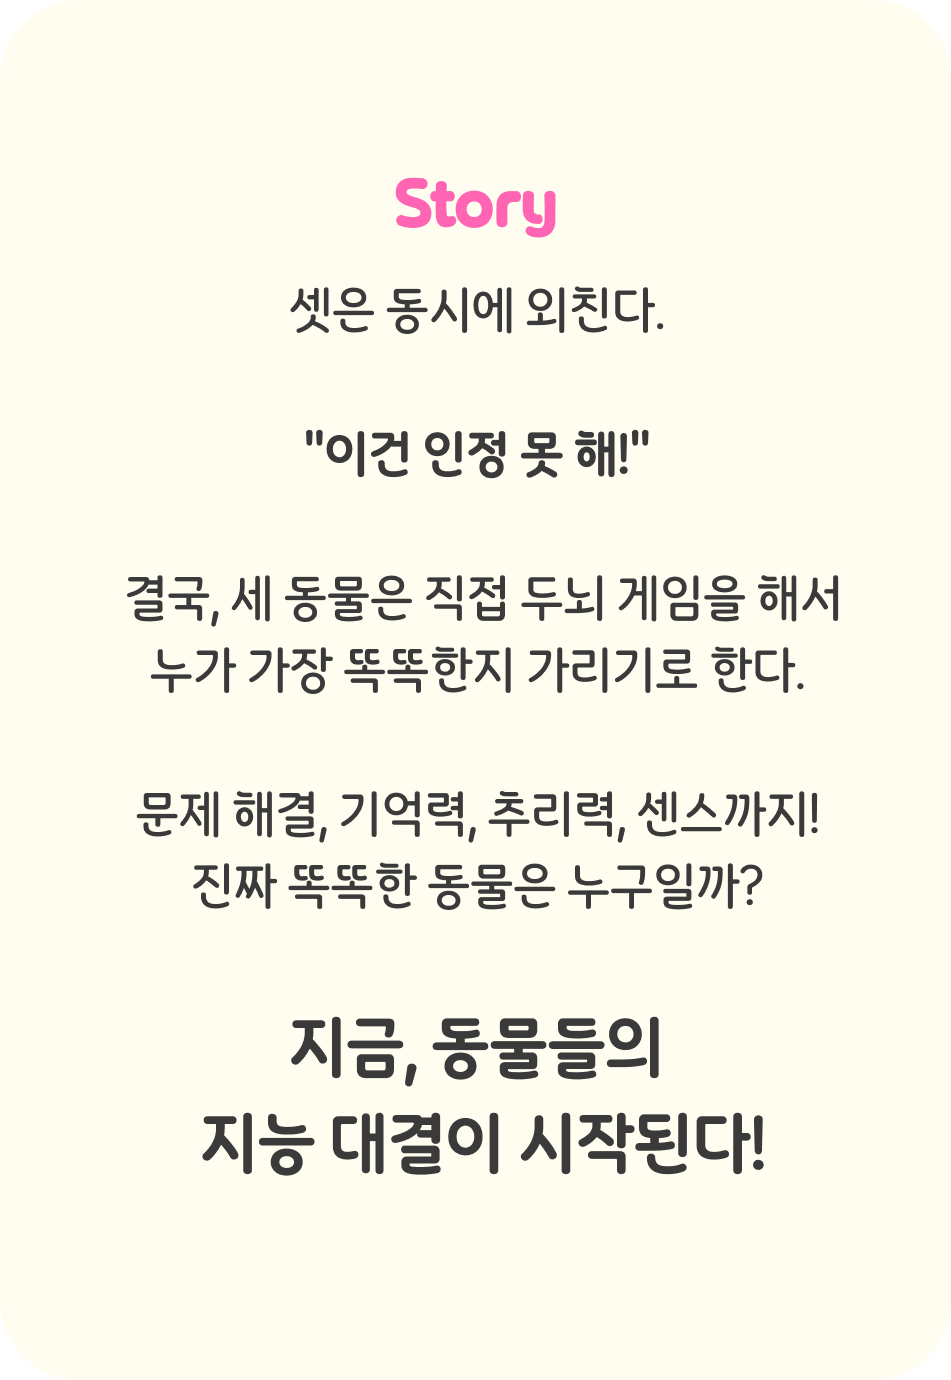 Story
셋은 동시에 외친다.
"이건 인정 못 해!"
결국, 세 동물은 직접 두뇌 게임을 해서
누가 가장 똑똑한지 가리기로 한다.
문제 해결, 기억력, 추리력, 센스까지!
진짜 똑똑한 동물은 누구일까?
지금, 동물들의
지능 대결이 시작된다!